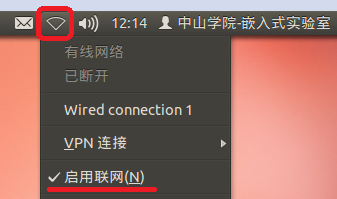 12:14 中山学院-嵌入式实验室
有线网络
已断开
Wired connection 1
VPN 连接
启用联网(N)